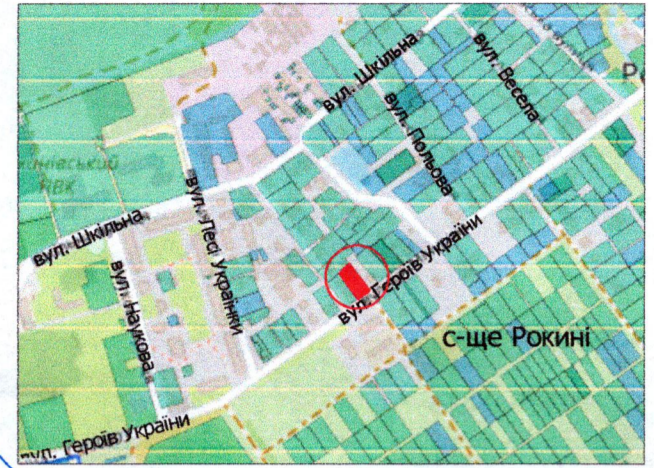 вул. Шкільна
вул. Весела
вул. Польова
НВК
вул. Шкільна
вул. Лесі Українки
вул. Героїв України
вул. Наукова
с-ще Рокині
вул. Героїв України